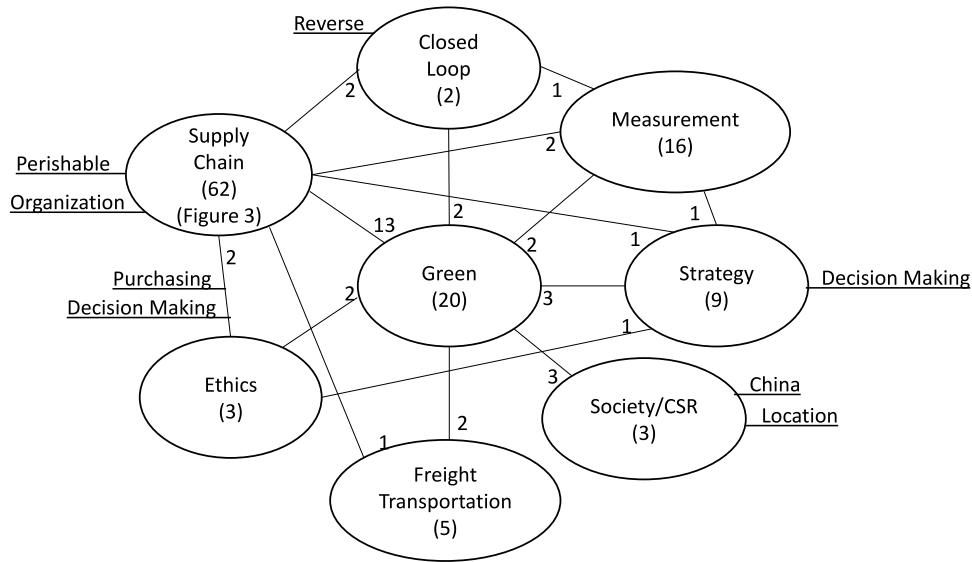 Reverse
Closed
Loop
(2)
2
1
Measurement
(16)
Supply
Chain
(62)
(Figure 3)
2
Perishable
Organization
13
2
1
1
2
2
Purchasing
Decision Making
Green
(20)
2
3
Strategy
(9)
Decision Making
1
Ethics
(3)
3
Society/CSR
(3)
China
Location
2
1
Freight
Transportation
(5)